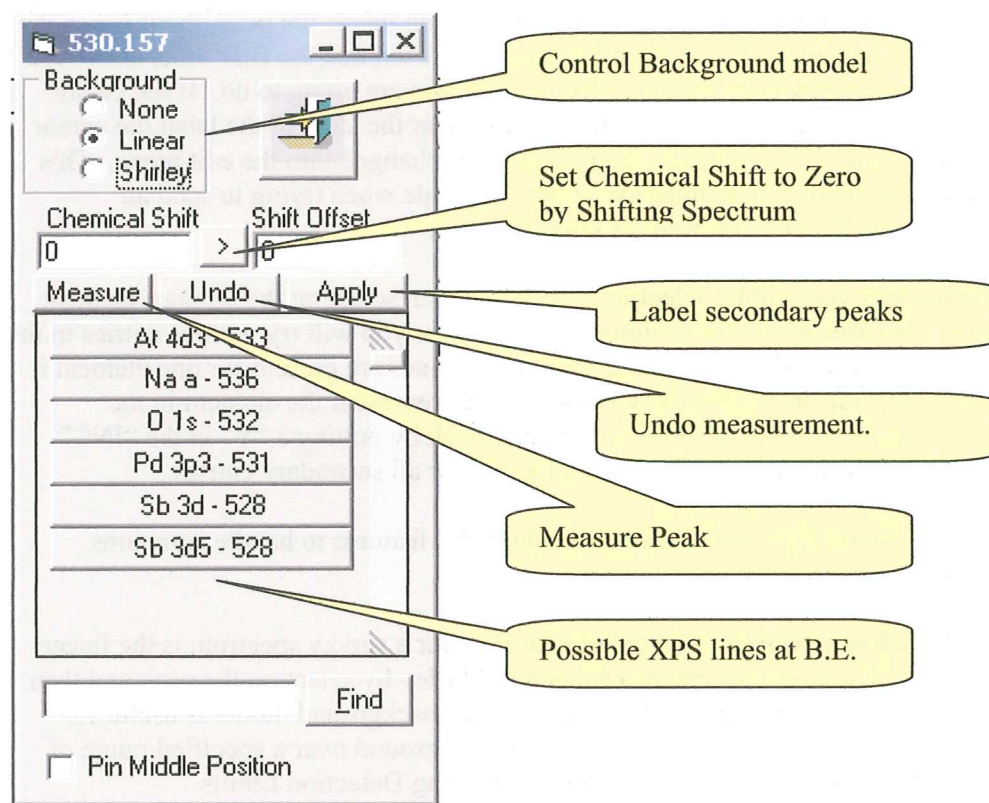 530.157
Background
None
Linear
Shirley
Chemical Shift
Shift Offset
0
>
0
Measure
Undo
Apply
At 4d3 - 533
Na a - 536
O 1s - 532
Pd 3p3 - 531
Sb 3d - 528
Sb 3d5 - 528
Find
Pin Middle Position
Control Background model
Set Chemical Shift to Zero
by Shifting Spectrum
Label secondary peaks
Undo measurement.
Measure Peak
Possible XPS lines at B.E.